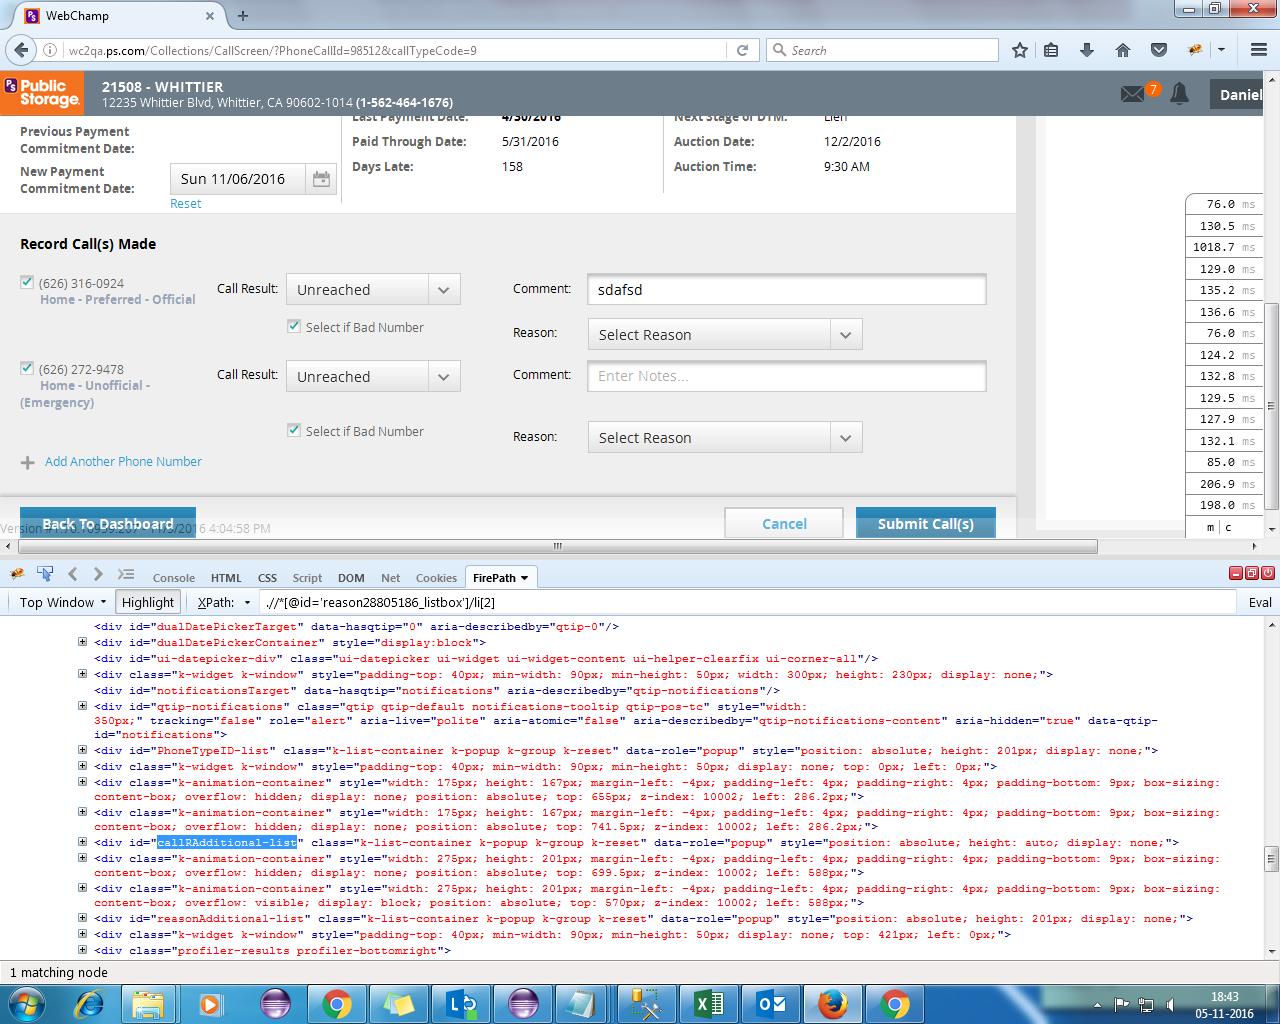 WebChamp
wc2qa.ps.com/Collections/CallScreen/?PhoneCallId=98512&callTypeCode=9
Search
Public Storage.
21508 - WHITTIER
12235 Whittier Blvd, Whittier, CA 90602-1014 (1-562-464-1676)
7
Daniel
Previous Payment Commitment Date:
New Payment Commitment Date:
Sun 11/06/2016
Reset
Last Payment Date: 4/30/2016
Paid Through Date: 5/31/2016
Days Late: 158
Next Stage of DTM: Lien
Auction Date: 12/2/2016
Auction Time: 9:30 AM
76.0 ms
130.5 ms
1018.7 ms
129.0 ms
135.2 ms
136.6 ms
76.0 ms
124.2 ms
132.8 ms
129.5 ms
127.9 ms
132.1 ms
85.0 ms
206.9 ms
198.0 ms
m | c
Record Call(s) Made
(626) 316-0924
Home - Preferred - Official
Call Result: Unreached
Comment: sdafsd
Select if Bad Number
Reason: Select Reason
(626) 272-9478
Home - Unofficial - (Emergency)
Call Result: Unreached
Comment: Enter Notes...
Select if Bad Number
Reason: Select Reason
Add Another Phone Number
Back To Dashboard
2016 4:04:58 PM
Cancel
Submit Call(s)
Console HTML CSS Script DOM Net Cookies FirePath
Top Window Highlight XPath: .//*[@id='reason28805186_listbox']/li[2] Eval
<div id="dualDatePickerTarget" data-hasqtip="0" aria-describedby="qtip-0"/>
<div id="dualDatePickerContainer" style="display:block">
<div id="ui-datepicker-div" class="ui-datepicker ui-widget ui-widget-content ui-helper-clearfix ui-corner-all"/>
<div class="k-widget k-window" style="padding-top: 40px; min-width: 90px; min-height: 50px; width: 300px; height: 230px; display: none;">
<div id="notificationsTarget" data-hasqtip="notifications" aria-describedby="qtip-notifications"/>
<div id="qtip-notifications" class="qtip qtip-default notifications-tooltip qtip-pos-tc" style="width:
350px;" tracking="false" role="alert" aria-live="polite" aria-atomic="false" aria-describedby="qtip-notifications-content" aria-hidden="true" data-qtip-
id="notifications">
<div id="PhoneTypeID-list" class="k-list-container k-popup k-group k-reset" data-role="popup" style="position: absolute; height: 201px; display: none;">
<div class="k-widget k-window" style="padding-top: 40px; min-width: 90px; min-height: 50px; display: none; top: 0px; left: 0px;">
<div class="k-animation-container" style="width: 175px; height: 167px; margin-left: -4px; padding-left: 4px; padding-right: 4px; padding-bottom: 9px; box-sizing:
content-box; overflow: hidden; display: none; position: absolute; top: 655px; z-index: 10002; left: 286.2px;">
<div class="k-animation-container" style="width: 175px; height: 167px; margin-left: -4px; padding-left: 4px; padding-right: 4px; padding-bottom: 9px; box-sizing:
content-box; overflow: hidden; display: none; position: absolute; top: 741.5px; z-index: 10002; left: 286.2px;">
<div id="callRAdditional-list" class="k-list-container k-popup k-group k-reset" data-role="popup" style="position: absolute; height: auto; display: none;">
<div class="k-animation-container" style="width: 275px; height: 201px; margin-left: -4px; padding-left: 4px; padding-right: 4px; padding-bottom: 9px; box-sizing:
content-box; overflow: hidden; display: none; position: absolute; top: 699.5px; z-index: 10002; left: 588px;">
<div class="k-animation-container" style="width: 275px; height: 201px; margin-left: -4px; padding-left: 4px; padding-right: 4px; padding-bottom: 9px; box-sizing:
content-box; overflow: visible; display: block; position: absolute; top: 570px; z-index: 10002; left: 588px;">
<div id="reasonAdditional-list" class="k-list-container k-popup k-group k-reset" data-role="popup" style="position: absolute; height: 201px; display: none;">
<div class="k-widget k-window" style="padding-top: 40px; min-width: 90px; min-height: 50px; display: none; top: 421px; left: 0px;">
<div class="profiler-results profiler-bottomright">
1 matching node
18:43
05-11-2016